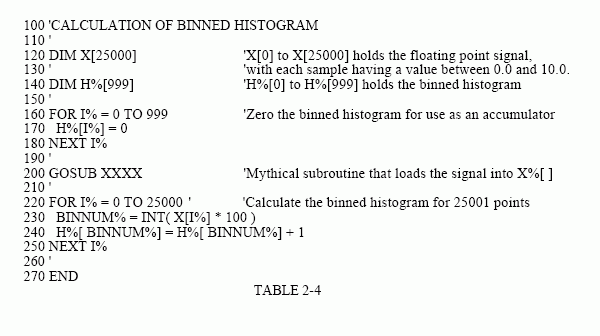 100 'CALCULATION OF BINNED HISTOGRAM
110 '
120 DIM X[25000] 'X[0] to X[25000] holds the floating point signal,
130 ' 'with each sample having a value between 0.0 and 10.0.
140 DIM H%[999] 'H%[0] to H%[999] holds the binned histogram
150 '
160 FOR I% = 0 TO 999 'Zero the binned histogram for use as an accumulator
170 H%[I%] = 0
180 NEXT I%
190 '
200 GOSUB XXXX 'Mythical subroutine that loads the signal into X%[ ]
210 '
220 FOR I% = 0 TO 25000 ' 'Calculate the binned histogram for 25001 points
230 BINNUM% = INT( X[I%] * 100 )
240 H%[ BINNUM%] = H%[ BINNUM%] + 1
250 NEXT I%
260 '
270 END
TABLE 2-4